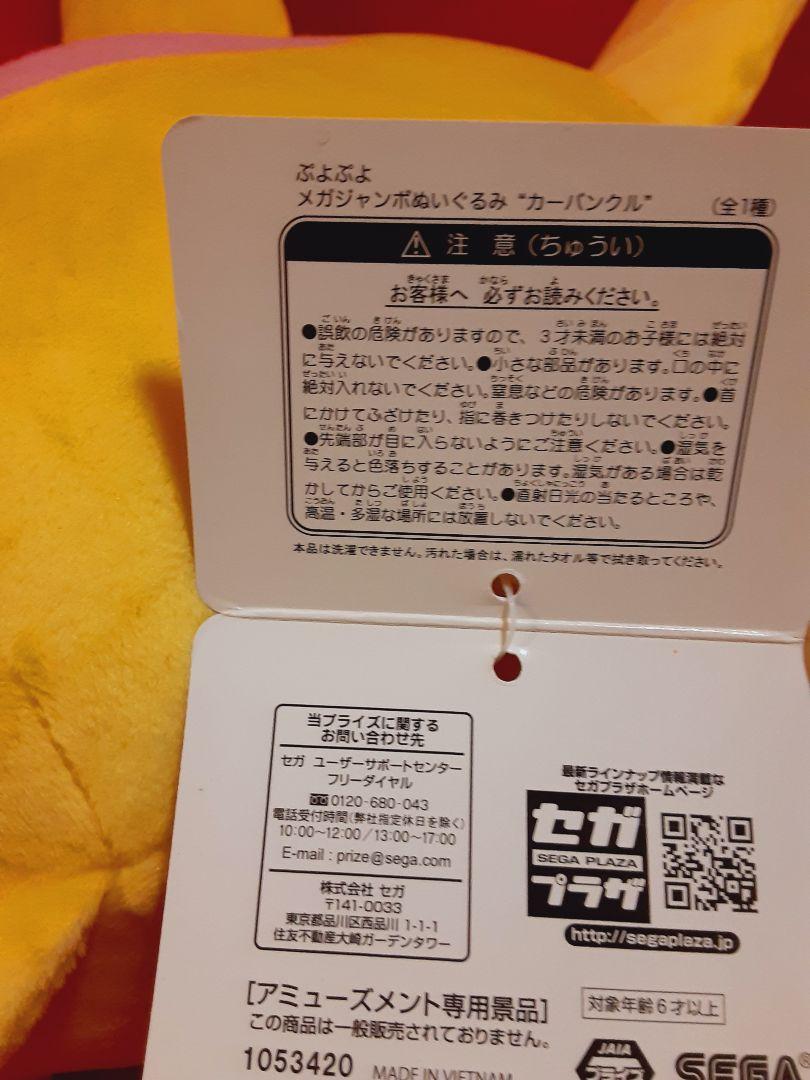 ぷよぷよ
メガジャンボぬいぐるみ “カーバンクル” (全1種)
⚠ 注 意 (ちゅうい)
お客様へ 必ずお読みください。
●誤飲の危険がありますので、3才未満のお子様には絶対
に与えないでください。●小さな部品があります。口の中に
絶対入れないでください。窒息などの危険があります。●首
にかけてふざけたり、指に巻きつけたりしないでください。
●先端部が目に入らないようにご注意ください。●湿気を
与えると色落ちすることがあります。湿気がある場合は乾
かしてからご使用ください。●直射日光の当たるところや、
高温・多湿な場所には放置しないでください。
本品は洗濯できません。汚れた場合は、濡れたタオル等で拭き取ってください。
当プライズに関する
お問い合わせ先
セガ ユーザーサポートセンター
フリーダイヤル
0120-680-043
電話受付時間(弊社指定休日を除く)
10:00～12:00/13:00～17:00
E-mail : prize@sega.com
株式会社 セガ
〒141-0033
東京都品川区西品川 1-1-1
住友不動産大崎ガーデンタワー
最新ラインナップ情報満載な
セガプラザホームページ
セガ
SEGA PLAZA
プラザ
http://segaplaza.jp
[アミューズメント専用景品]
この商品は一般販売されておりません。
対象年齢6才以上
1053420 MADE IN VIETNAM
JAIA
プライズ
SEGA®